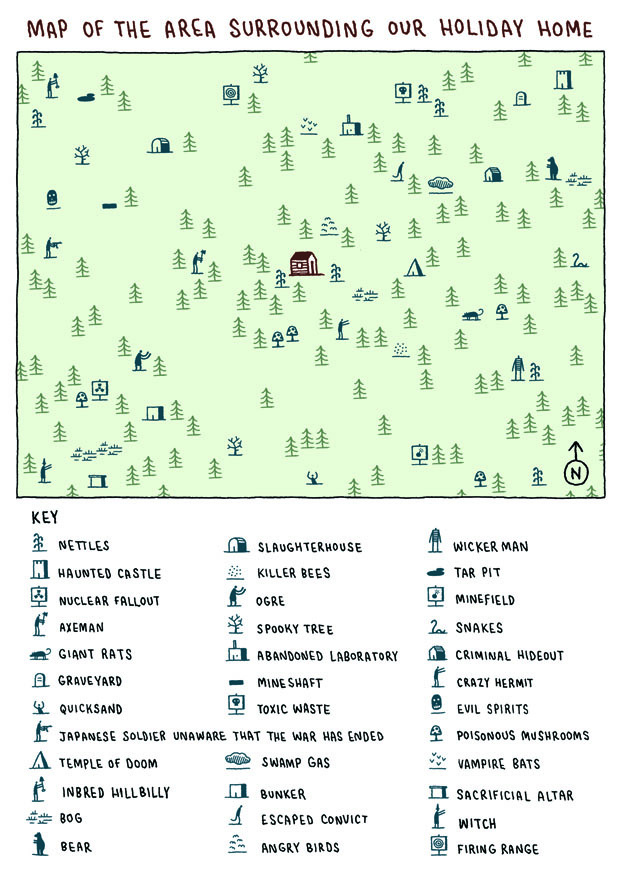 MAP OF THE AREA SURROUNDING OUR HOLIDAY HOME
N
KEY
NETTLES
HAUNTED CASTLE
NUCLEAR FALLOUT
AXEMAN
GIANT RATS
GRAVEYARD
QUICKSAND
JAPANESE SOLDIER UNAWARE THAT THE WAR HAS ENDED
TEMPLE OF DOOM
INBRED HILLBILLY
BOG
BEAR
SLAUGHTERHOUSE
KILLER BEES
OGRE
SPOOKY TREE
ABANDONED LABORATORY
MINESHAFT
TOXIC WASTE
SWAMP GAS
BUNKER
ESCAPED CONVICT
ANGRY BIRDS
WICKER MAN
TAR PIT
MINEFIELD
SNAKES
CRIMINAL HIDEOUT
CRAZY HERMIT
EVIL SPIRITS
POISONOUS MUSHROOMS
VAMPIRE BATS
SACRIFICIAL ALTAR
WITCH
FIRING RANGE